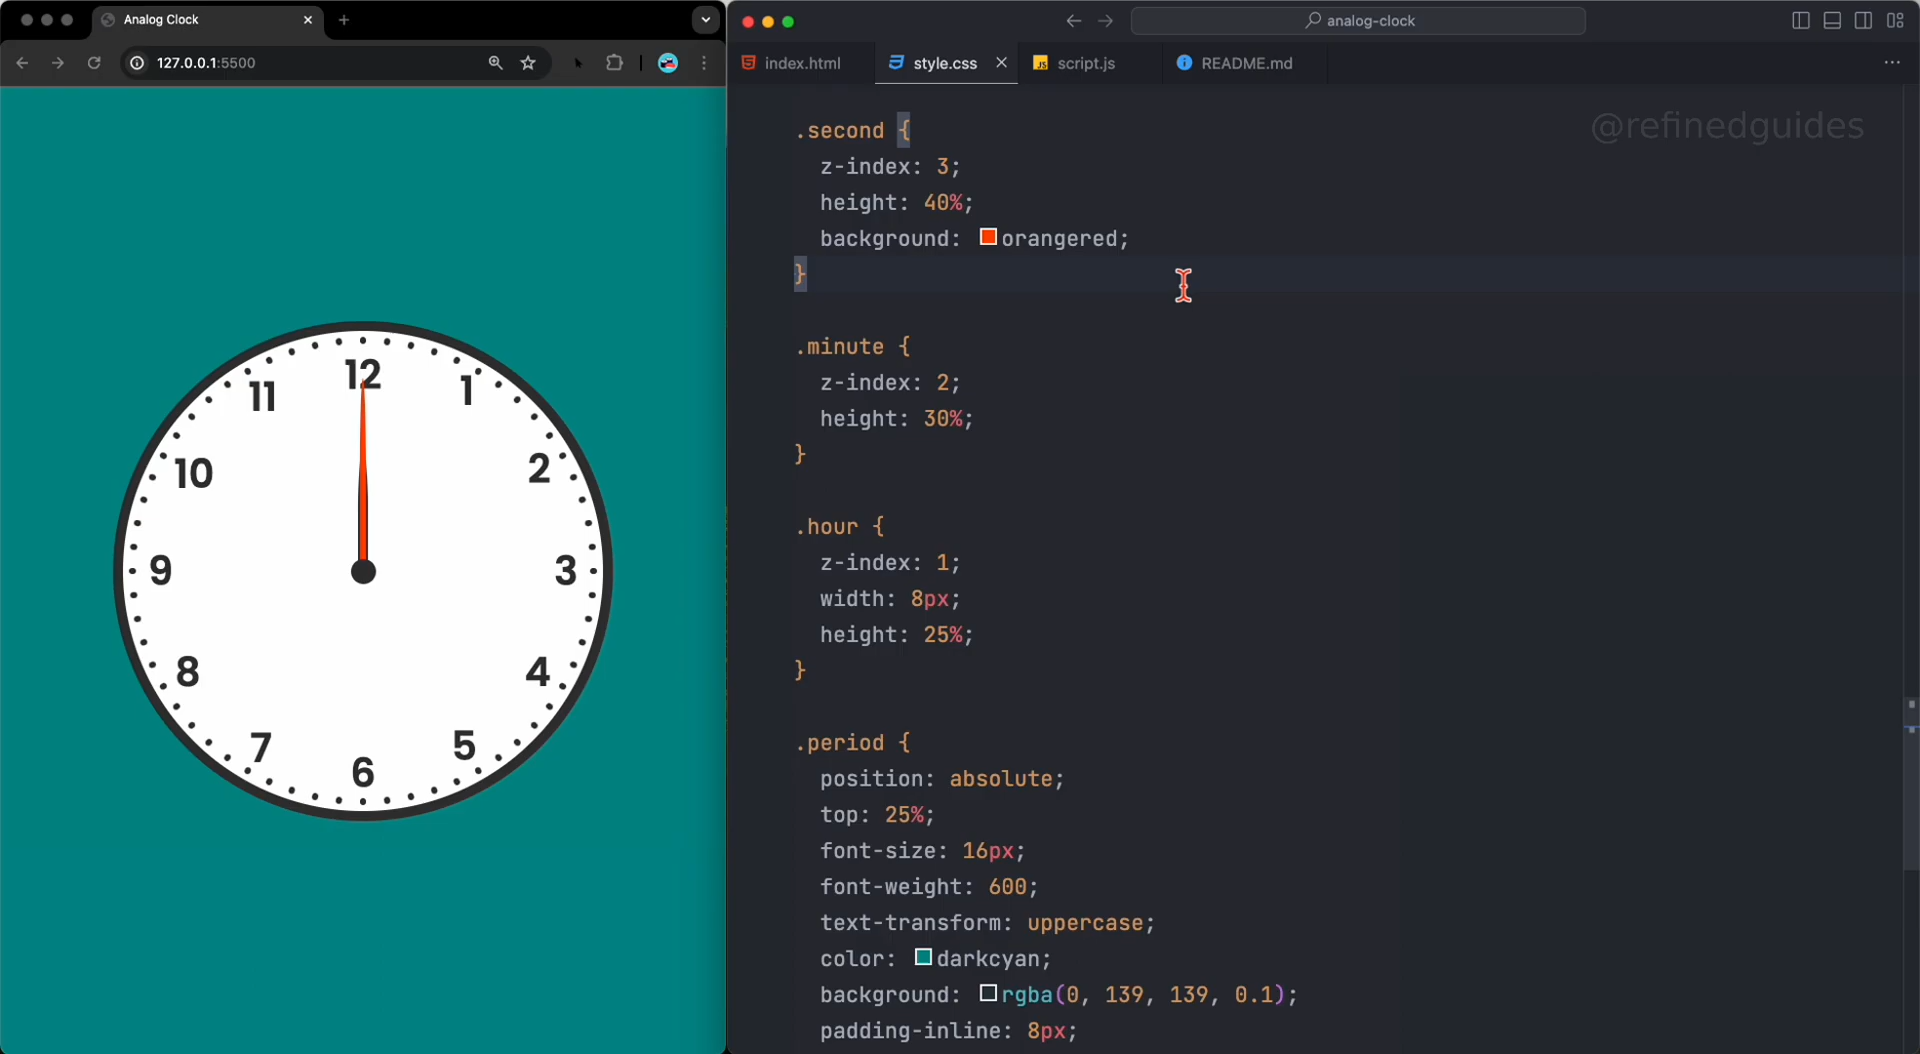 Analog Clock
127.0.0.1:5500
12
1
2
3
4
5
6
7
8
9
10
11
analog-clock
index.html
style.css
JS script.js
README.md
@refinedguides
.second {
  z-index: 3;
  height: 40%;
  background: orangered;
}
.minute {
  z-index: 2;
  height: 30%;
}
.hour {
  z-index: 1;
  width: 8px;
  height: 25%;
}
.period {
  position: absolute;
  top: 25%;
  font-size: 16px;
  font-weight: 600;
  text-transform: uppercase;
  color: darkcyan;
  background: rgba(0, 139, 139, 0.1);
  padding-inline: 8px;